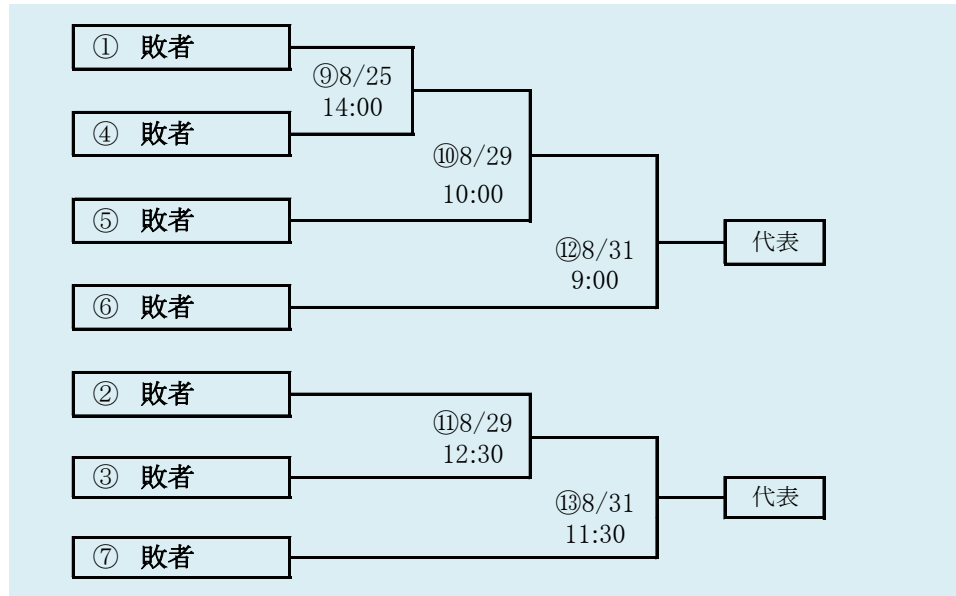 ① 敗者
⑨8/25
14:00
④ 敗者
⑩8/29
10:00
⑤ 敗者
⑫8/31
9:00
代表
⑥ 敗者
② 敗者
⑪8/29
12:30
③ 敗者
⑬8/31
11:30
代表
⑦ 敗者